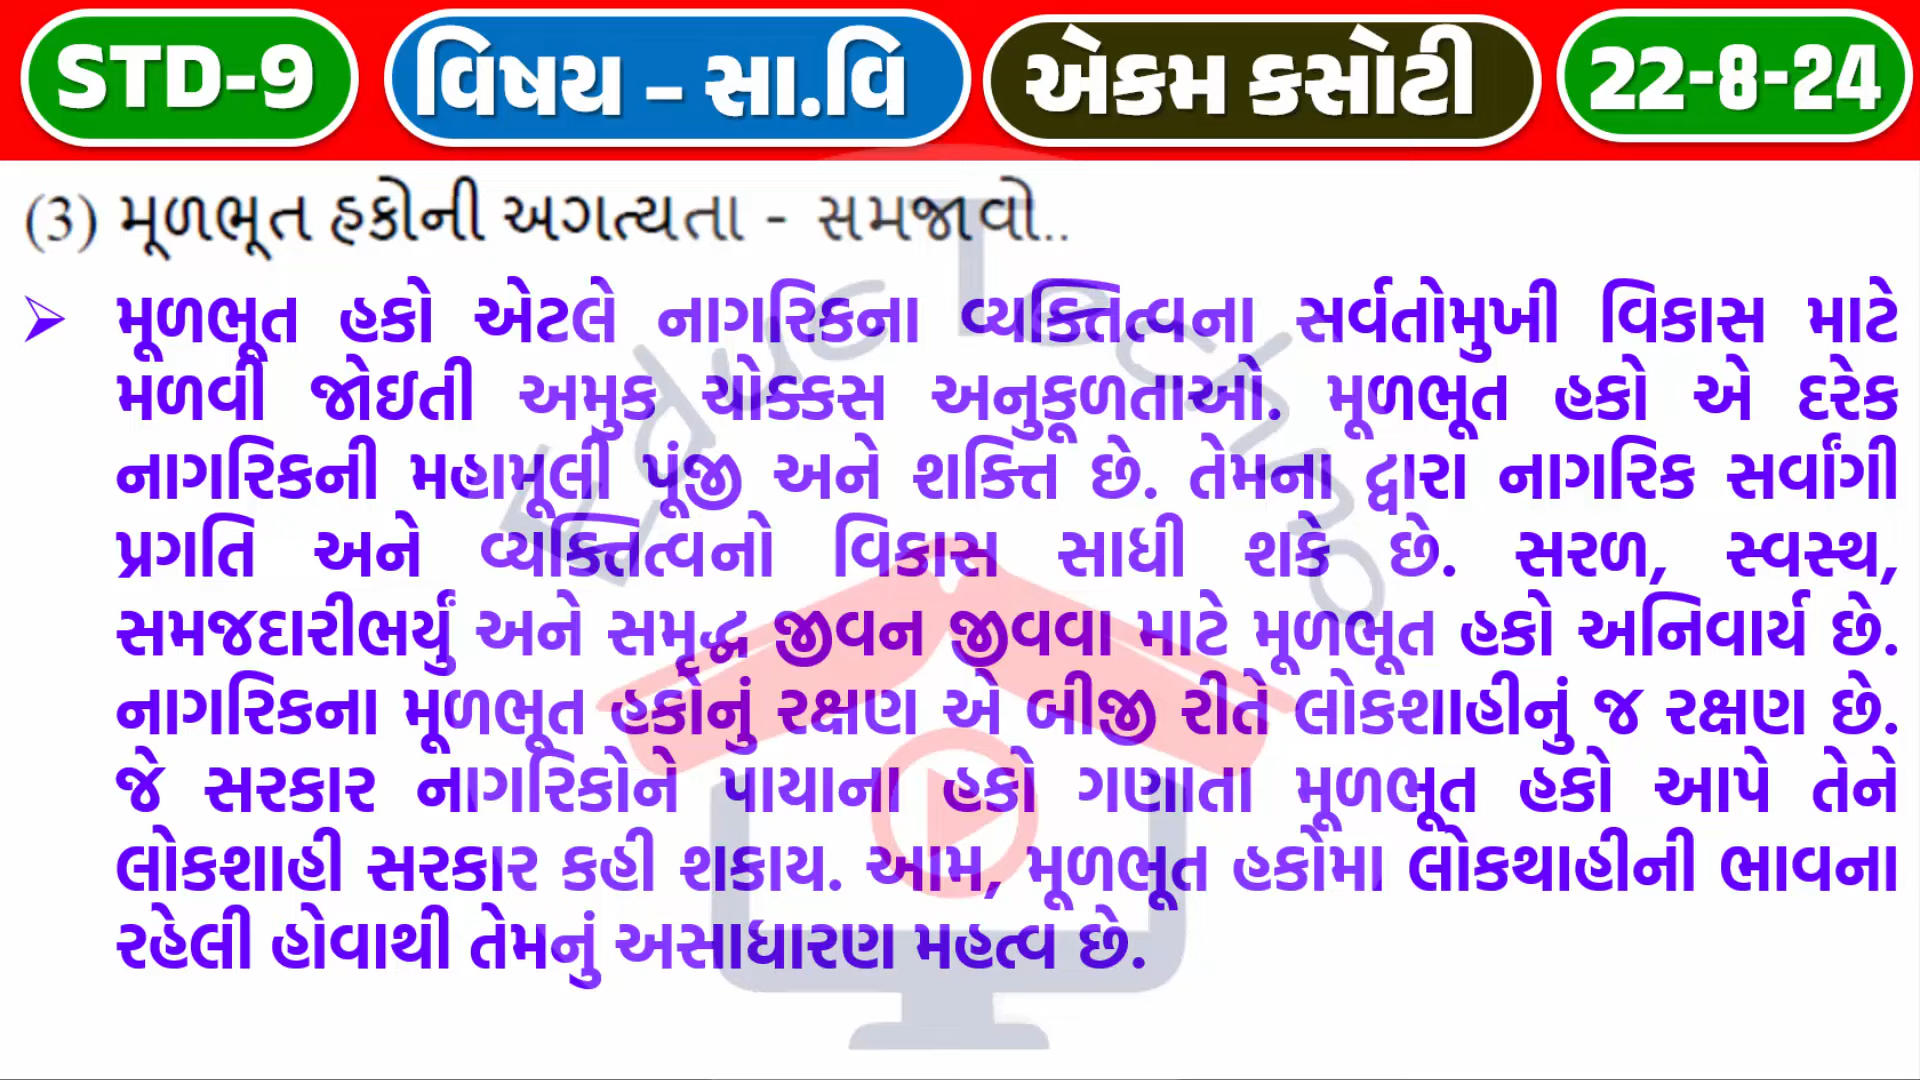 STD-9 વિષય – સા.વિ એકમ કસોટી 22-8-24
(3) મૂળભૂત હકોની અગત્યતા - સમજાવો..
➢ મૂળભૂત હકો એટલે નાગરિકના વ્યક્તિત્વના સર્વતોમુખી વિકાસ માટે
મળવી જોઇતી અમુક ચોક્કસ અનુકૂળતાઓ. મૂળભૂત હકો એ દરેક
નાગરિકની મહામૂલી પૂંજી અને શક્તિ છે. તેમના દ્વારા નાગરિક સર્વાંગી
પ્રગતિ અને વ્યક્તિત્વનો વિકાસ સાધી શકે છે. સરળ, સ્વસ્થ,
સમજદારીભર્યું અને સમૃદ્ધ જીવન જીવવા માટે મૂળભૂત હકો અનિવાર્ય છે.
નાગરિકના મૂળભૂત હકોનું રક્ષણ એ બીજી રીતે લોકશાહીનું જ રક્ષણ છે.
જે સરકાર નાગરિકોને પાયાના હકો ગણાતા મૂળભૂત હકો આપે તેને
લોકશાહી સરકાર કહી શકાય. આમ, મૂળભૂત હકોમા લોકથાહીની ભાવના
રહેલી હોવાથી તેમનું અસાધારણ મહત્વ છે.
Educ Techno